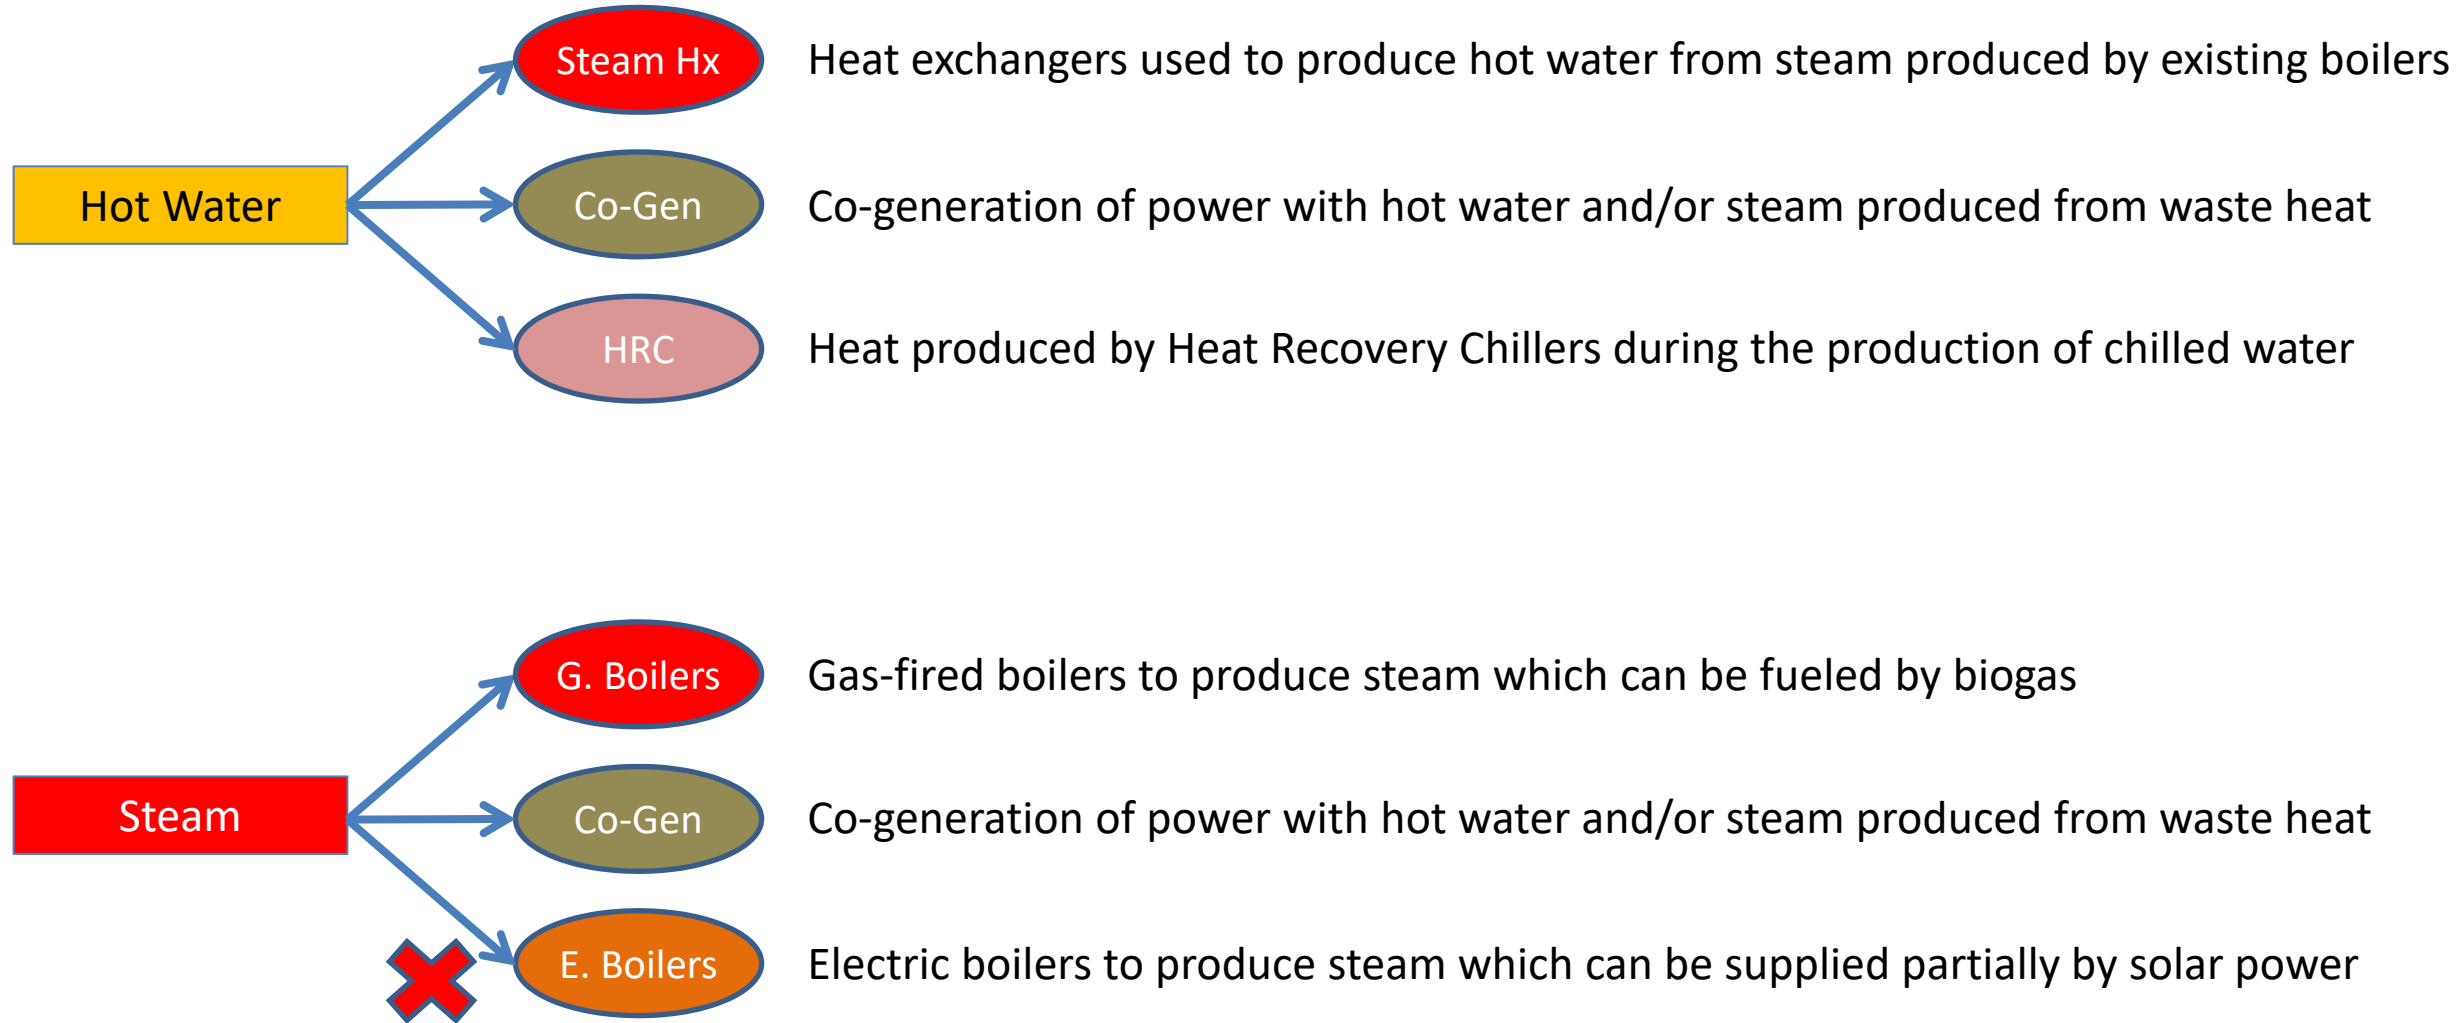 Steam Hx
Heat exchangers used to produce hot water from steam produced by existing boilers
Hot Water
Co-Gen
Co-generation of power with hot water and/or steam produced from waste heat
HRC
Heat produced by Heat Recovery Chillers during the production of chilled water
G. Boilers
Gas-fired boilers to produce steam which can be fueled by biogas
Steam
Co-Gen
Co-generation of power with hot water and/or steam produced from waste heat
E. Boilers
Electric boilers to produce steam which can be supplied partially by solar power